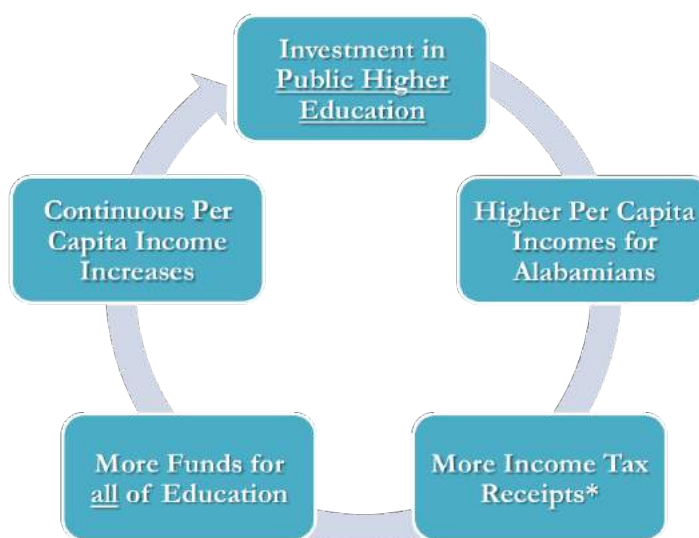 Investment in
Public Higher
Education
Higher Per Capita
Incomes for
Alabamians
More Income Tax
Receipts*
More Funds for
all of Education
Continuous Per
Capita Income
Increases